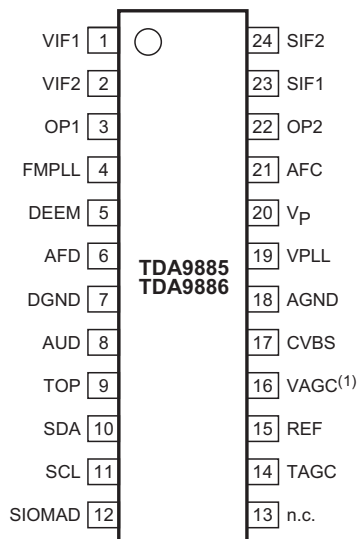 VIF1 1 24 SIF2
VIF2 2 23 SIF1
OP1 3 22 OP2
FMPLL 4 21 AFC
DEEM 5 20 VP
AFD 6 19 VPLL
TDA9885
TDA9886
DGND 7 18 AGND
AUD 8 17 CVBS
TOP 9 16 VAGC(1)
SDA 10 15 REF
SCL 11 14 TAGC
SIOMAD 12 13 n.c.